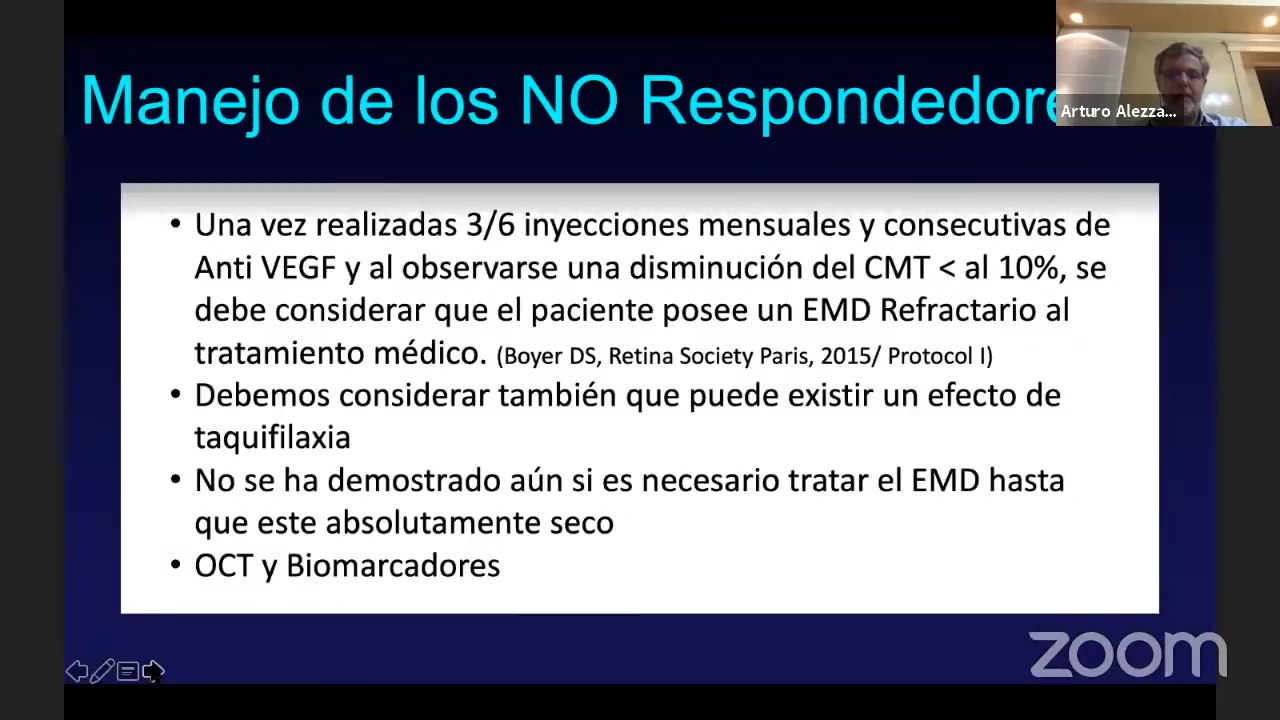 Manejo de los NO Respondedore
Arturo Alezza...
• Una vez realizadas 3/6 inyecciones mensuales y consecutivas de
Anti VEGF y al observarse una disminución del CMT < al 10%, se
debe considerar que el paciente posee un EMD Refractario al
tratamiento médico. (Boyer DS, Retina Society Paris, 2015/ Protocol I)
• Debemos considerar también que puede existir un efecto de
taquifilaxia
• No se ha demostrado aún si es necesario tratar el EMD hasta
que este absolutamente seco
• OCT y Biomarcadores
zoom